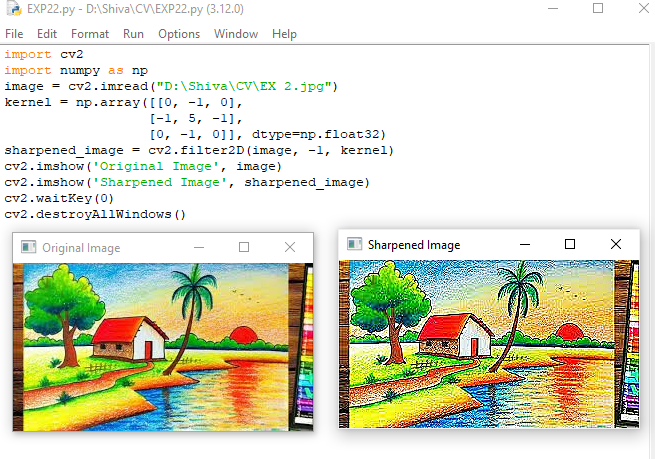 EXP22.py - D:\Shiva\CV\EXP22.py (3.12.0)
File Edit Format Run Options Window Help
import cv2
import numpy as np
image = cv2.imread("D:\Shiva\CV\EX 2.jpg")
kernel = np.array([[0, -1, 0],
                   [-1, 5, -1],
                   [0, -1, 0]], dtype=np.float32)
sharpened_image = cv2.filter2D(image, -1, kernel)
cv2.imshow('Original Image', image)
cv2.imshow('Sharpened Image', sharpened_image)
cv2.waitKey(0)
cv2.destroyAllWindows()
Original Image
Sharpened Image